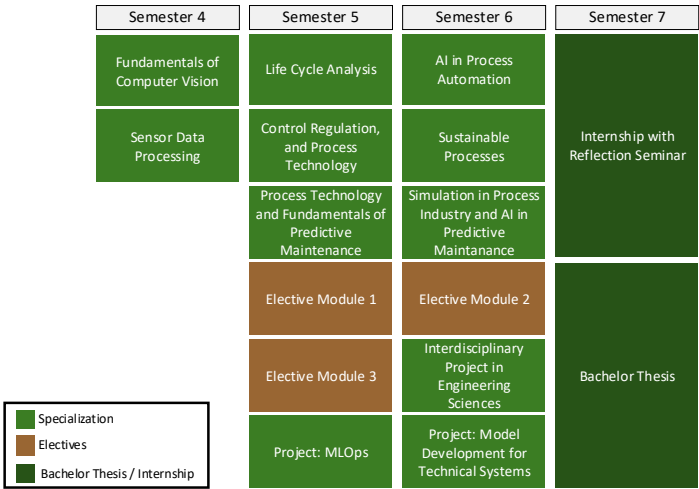 Semester 4
Semester 5
Semester 6
Semester 7
Fundamentals of
Computer Vision
Life Cycle Analysis
AI in Process
Automation
Internship with
Reflection Seminar
Sensor Data
Processing
Control Regulation,
and Process
Technology
Sustainable
Processes
Process Technology
and Fundamentals of
Predictive
Maintenance
Simulation in Process
Industry and AI in
Predictive
Maintanance
Elective Module 1
Elective Module 2
Bachelor Thesis
Elective Module 3
Interdisciplinary
Project in
Engineering
Sciences
Project: MLOps
Project: Model
Development for
Technical Systems
Specialization
Electives
Bachelor Thesis / Internship